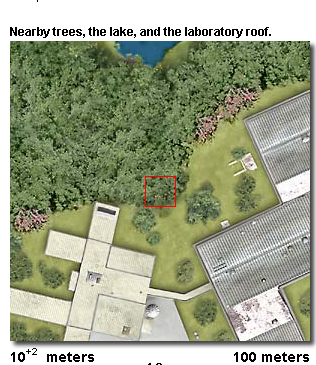 Nearby trees, the lake, and the laboratory roof.
10+2 meters 100 meters